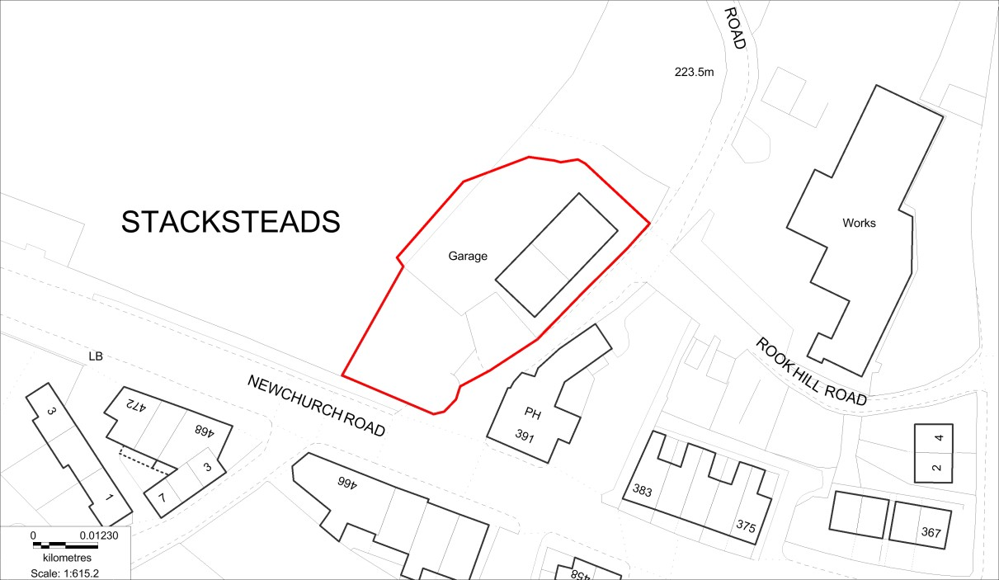 ROAD
223.5m
STACKSTEADS
Works
Garage
LB
ROOK HILL ROAD
NEWCHURCH ROAD
3
472
468
PH
391
4
2
3
7
1
466
383
375
367
458
0 0.01230
kilometres
Scale: 1:615.2